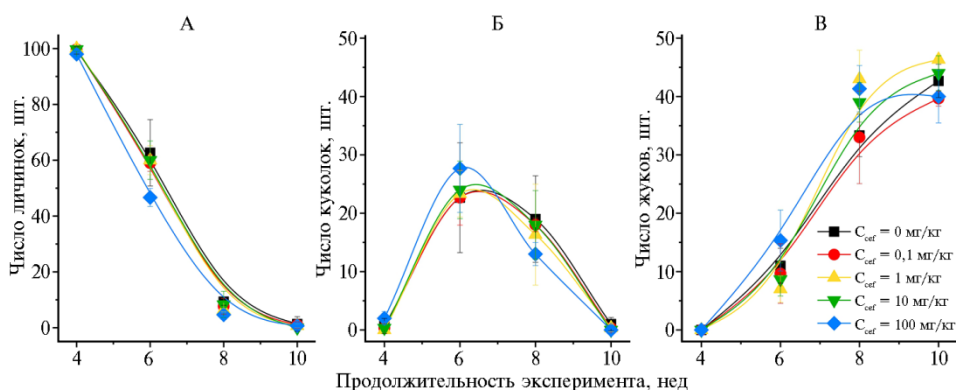 А
Б
В
Число личинок, шт.
100
80
60
40
20
0
4
6
8
10
Число куколок, шт.
50
40
30
20
10
0
4
6
8
10
Число жуков, шт.
50
40
30
20
10
0
4
6
8
10
C_cef = 0 мг/кг
C_cef = 0,1 мг/кг
C_cef = 1 мг/кг
C_cef = 10 мг/кг
C_cef = 100 мг/кг
Продолжительность эксперимента, нед